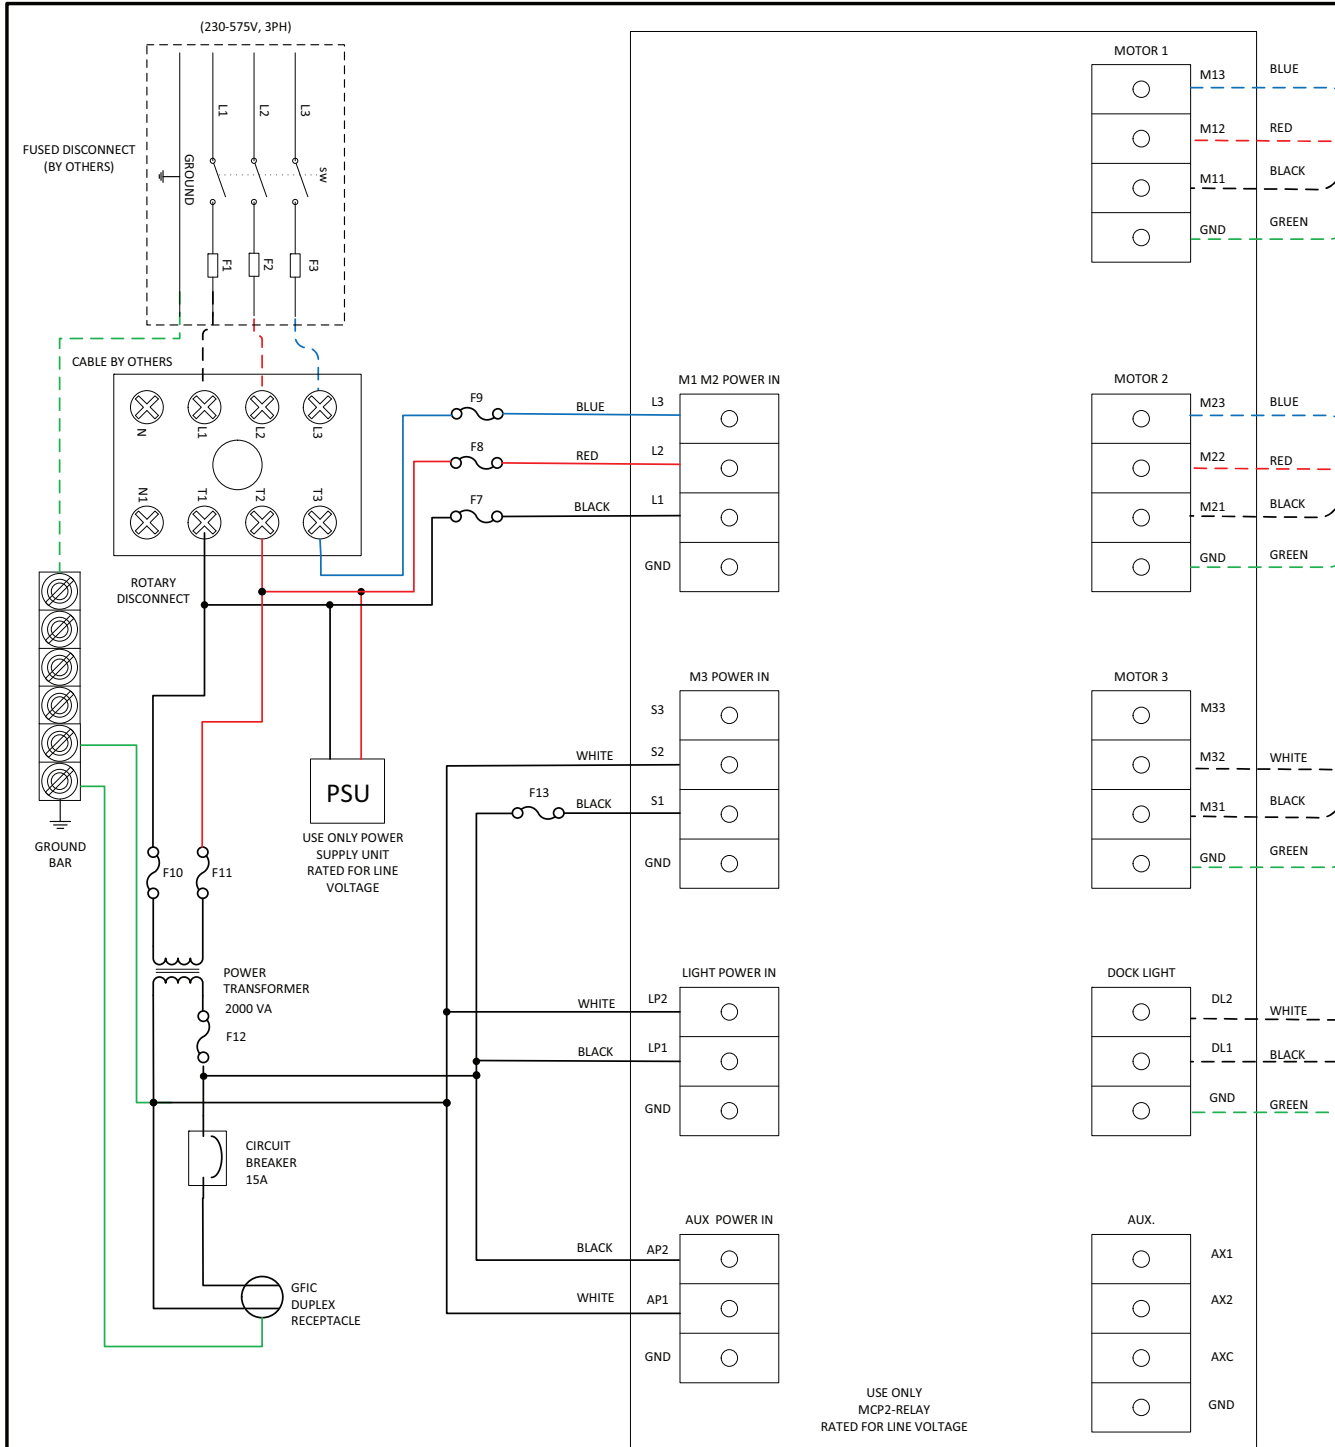 (230-575V, 3PH)
L1
L2
L3
SW
GROUND
FUSED DISCONNECT
(BY OTHERS)
F1
F2
F3
CABLE BY OTHERS
N
L1
L2
L3
N1
T1
T2
T3
ROTARY
DISCONNECT
GROUND
BAR
F9
BLUE
F8
RED
F7
BLACK
M1 M2 POWER IN
L3
L2
L1
GND
PSU
USE ONLY POWER
SUPPLY UNIT
RATED FOR LINE
VOLTAGE
F10
F11
POWER
TRANSFORMER
2000 VA
F12
CIRCUIT
BREAKER
15A
GFIC
DUPLEX
RECEPTACLE
M3 POWER IN
S3
WHITE
S2
F13
BLACK
S1
GND
LIGHT POWER IN
WHITE
LP2
BLACK
LP1
GND
AUX POWER IN
BLACK
AP2
WHITE
AP1
GND
MOTOR 1
M13
BLUE
M12
RED
M11
BLACK
GND
GREEN
MOTOR 2
M23
BLUE
M22
RED
M21
BLACK
GND
GREEN
MOTOR 3
M33
M32
WHITE
M31
BLACK
GND
GREEN
DOCK LIGHT
DL2
WHITE
DL1
BLACK
GND
GREEN
AUX.
AX1
AX2
AXC
GND
USE ONLY
MCP2-RELAY
RATED FOR LINE VOLTAGE